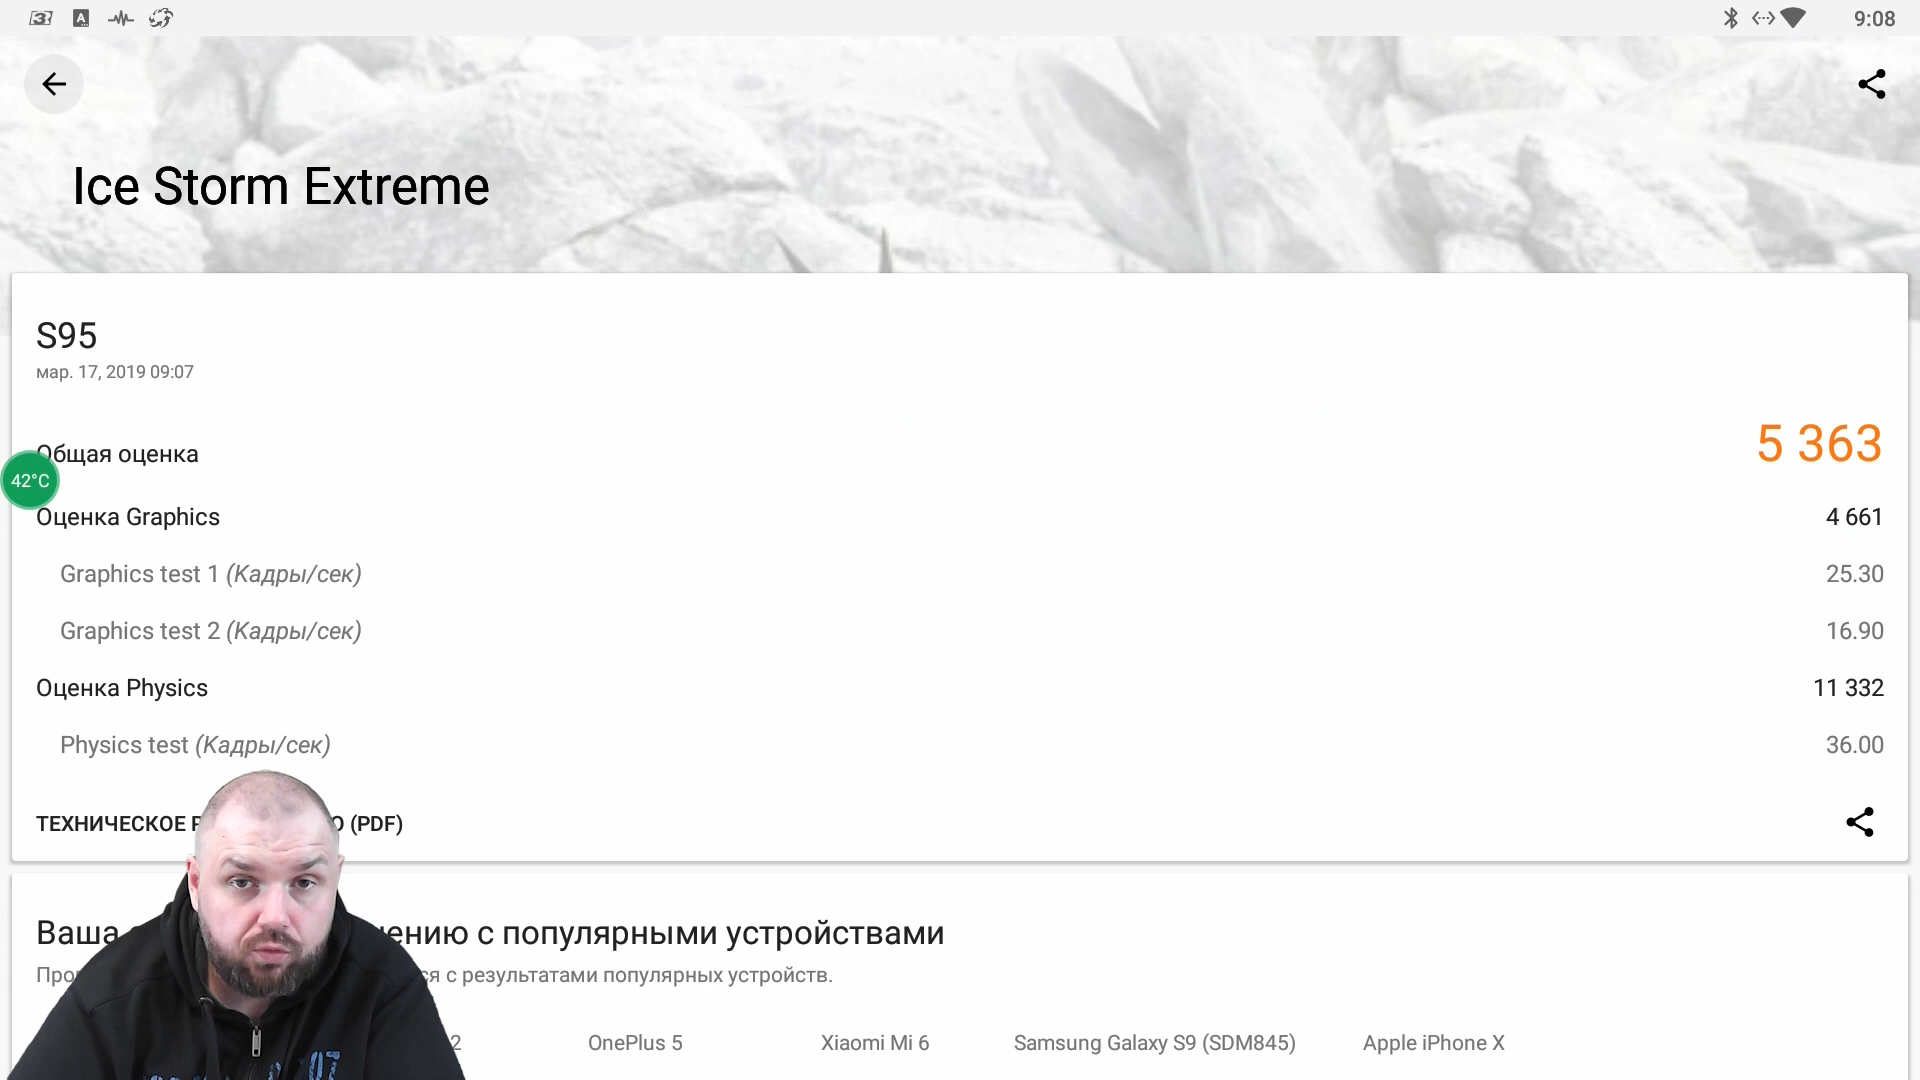 9:08
Ice Storm Extreme
S95
мар. 17, 2019 09:07
Общая оценка 5 363
42°C
Оценка Graphics 4 661
Graphics test 1 (Кадры/сек) 25.30
Graphics test 2 (Кадры/сек) 16.90
Оценка Physics 11 332
Physics test (Кадры/сек) 36.00
ТЕХНИЧЕСКОЕ (PDF)
Ваша с популярными устройствами
с результатами популярных устройств.
2 OnePlus 5 Xiaomi Mi 6 Samsung Galaxy S9 (SDM845) Apple iPhone X